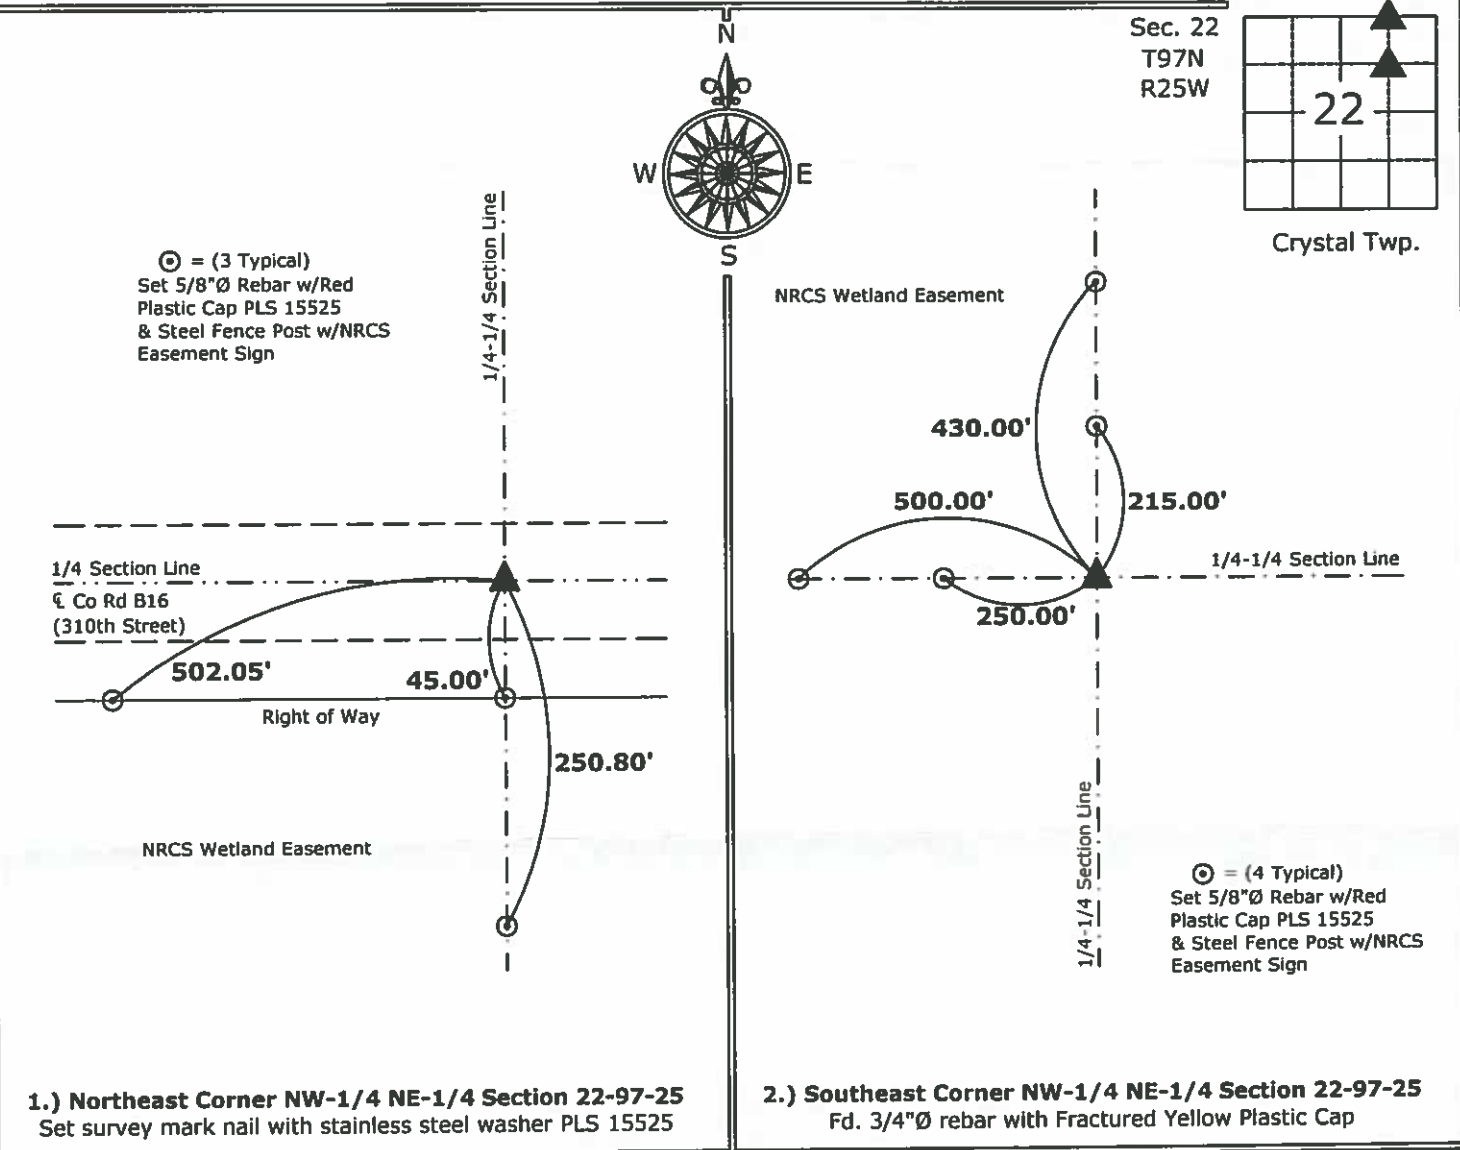 N
W
E
S
Sec. 22
T97N
R25W
22
Crystal Twp.
= (3 Typical)
Set 5/8"Ø Rebar w/Red
Plastic Cap PLS 15525
& Steel Fence Post w/NRCS
Easement Sign
1/4-1/4 Section Line
1/4 Section Line
℄ Co Rd B16
(310th Street)
502.05'
45.00'
Right of Way
250.80'
NRCS Wetland Easement
1.) Northeast Corner NW-1/4 NE-1/4 Section 22-97-25
Set survey mark nail with stainless steel washer PLS 15525
NRCS Wetland Easement
430.00'
500.00'
215.00'
1/4-1/4 Section Line
250.00'
1/4-1/4 Section Line
= (4 Typical)
Set 5/8"Ø Rebar w/Red
Plastic Cap PLS 15525
& Steel Fence Post w/NRCS
Easement Sign
2.) Southeast Corner NW-1/4 NE-1/4 Section 22-97-25
Fd. 3/4"Ø rebar with Fractured Yellow Plastic Cap